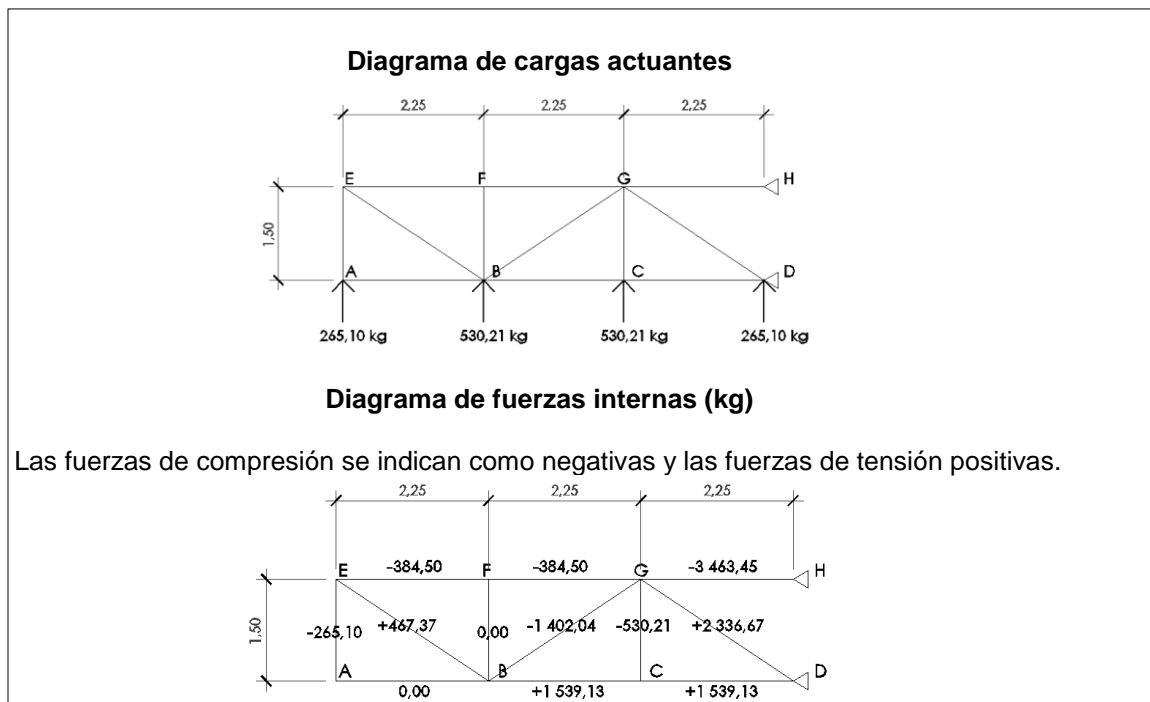 Diagrama de cargas actuantes
2,25 2,25 2,25
E F G H
1,50
A B C D
265,10 kg 530,21 kg 530,21 kg 265,10 kg
Diagrama de fuerzas internas (kg)
Las fuerzas de compresión se indican como negativas y las fuerzas de tensión positivas.
2,25 2,25 2,25
E -384,50 F -384,50 G -3 463,45 H
1,50
-265,10 +467,37 0,00 -1 402,04 -530,21 +2 336,67
A B C D
0,00 +1 539,13 +1 539,13